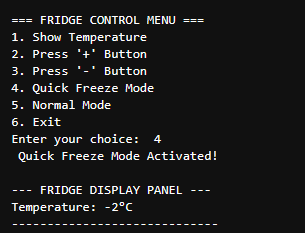 === FRIDGE CONTROL MENU ===
1. Show Temperature
2. Press '+' Button
3. Press '-' Button
4. Quick Freeze Mode
5. Normal Mode
6. Exit
Enter your choice:  4
 Quick Freeze Mode Activated!
--- FRIDGE DISPLAY PANEL ---
Temperature: -2°C
-----------------------------